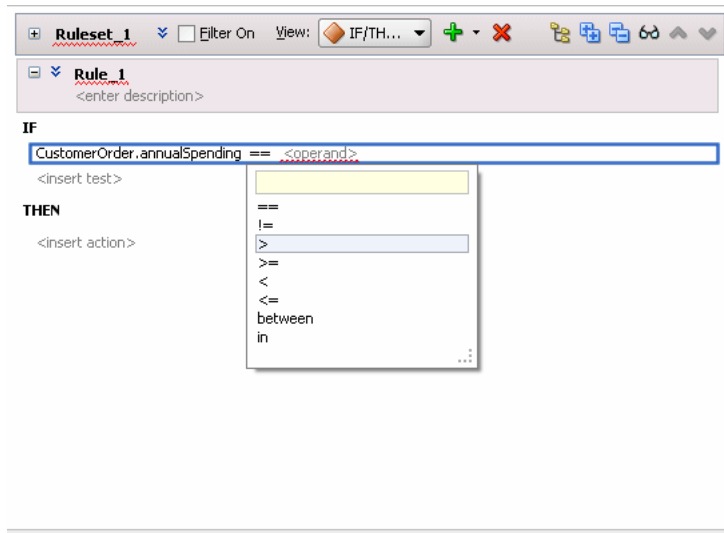 Ruleset_1 Filter On View: IF/TH...
Rule_1
<enter description>
IF
CustomerOrder.annualSpending == <operand>
<insert test>
==
!=
THEN
>
<insert action>
>=
<
<=
between
in